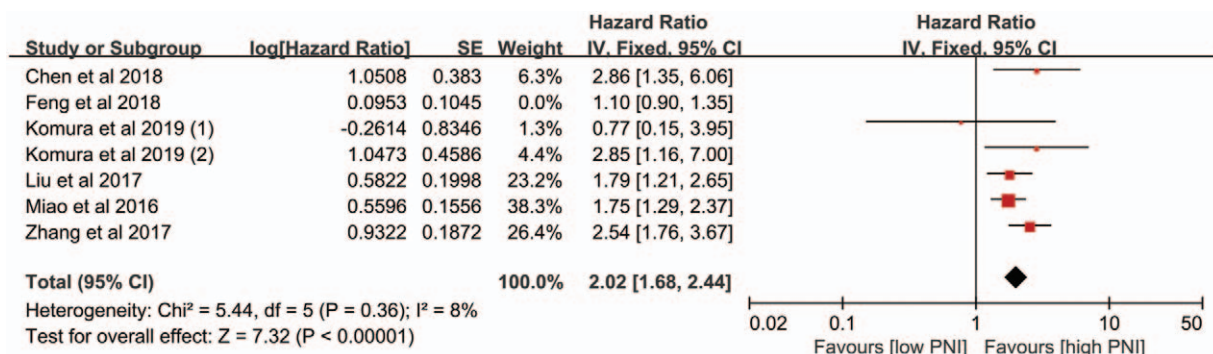 Hazard Ratio Hazard Ratio
Study or Subgroup log[Hazard Ratio] SE Weight IV, Fixed, 95% CI IV, Fixed, 95% CI
Chen et al 2018 1.0508 0.383 6.3% 2.86 [1.35, 6.06]
Feng et al 2018 0.0953 0.1045 0.0% 1.10 [0.90, 1.35]
Komura et al 2019 (1) -0.2614 0.8346 1.3% 0.77 [0.15, 3.95]
Komura et al 2019 (2) 1.0473 0.4586 4.4% 2.85 [1.16, 7.00]
Liu et al 2017 0.5822 0.1998 23.2% 1.79 [1.21, 2.65]
Miao et al 2016 0.5596 0.1556 38.3% 1.75 [1.29, 2.37]
Zhang et al 2017 0.9322 0.1872 26.4% 2.54 [1.76, 3.67]
Total (95% CI) 100.0% 2.02 [1.68, 2.44]
Heterogeneity: Chi² = 5.44, df = 5 (P = 0.36); I² = 8%
Test for overall effect: Z = 7.32 (P < 0.00001)
0.02 0.1 1 10 50
Favours [low PNI] Favours [high PNI]